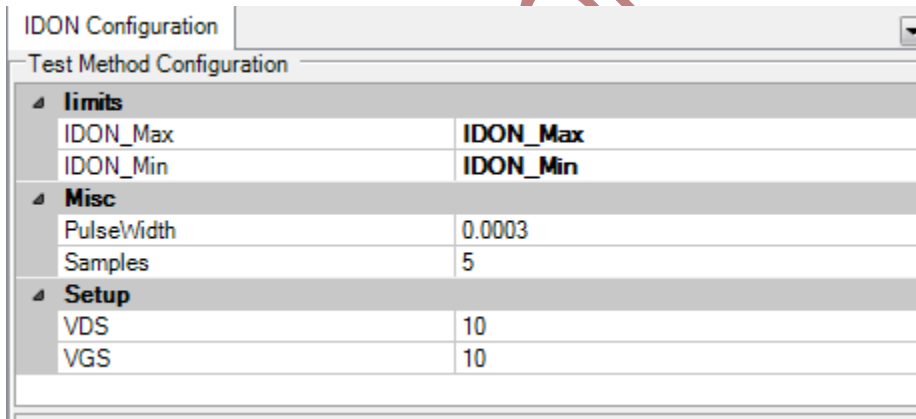 IDON Configuration
Test Method Configuration
limits
IDON_Max IDON_Max
IDON_Min IDON_Min
Misc
PulseWidth 0.0003
Samples 5
Setup
VDS 10
VGS 10